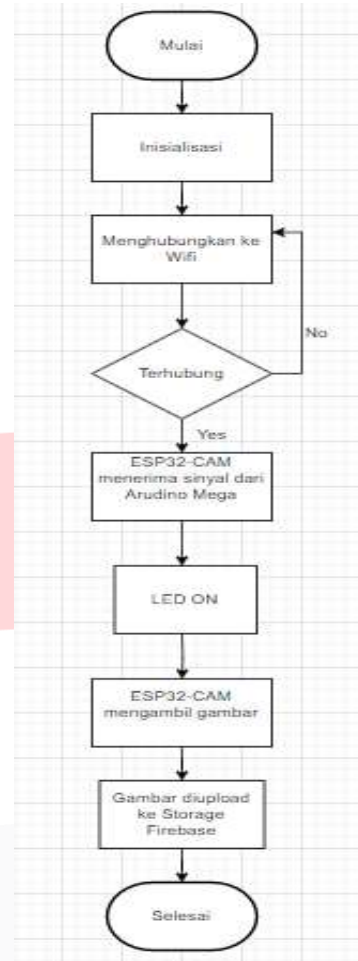 Mulai
Inisialisasi
Menghubungkan ke
Wifi
No
Terhubung
Yes
ESP32-CAM
menerima sinyal dari
Arudino Mega
LED ON
ESP32-CAM
mengambil gambar
Gambar diupload
ke Storage
Firebase
Selesai